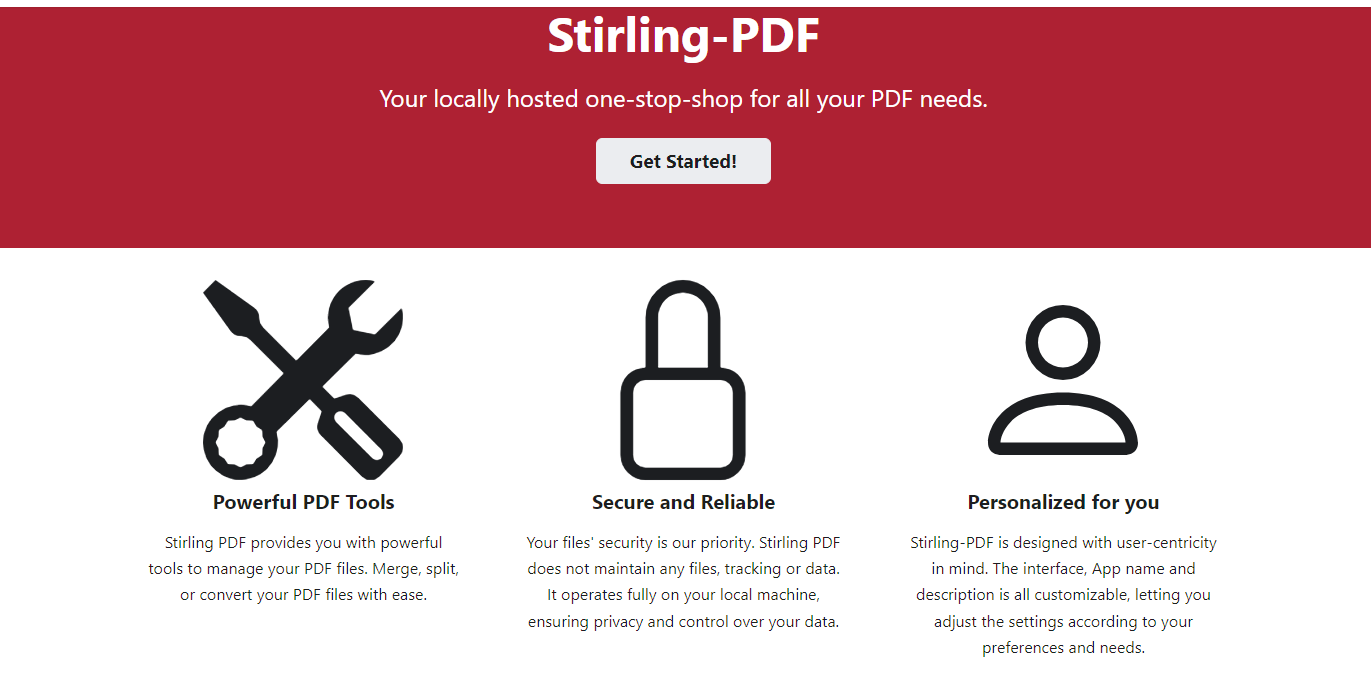 Stirling-PDF
Your locally hosted one-stop-shop for all your PDF needs.
Get Started!
Powerful PDF Tools
Stirling PDF provides you with powerful
tools to manage your PDF files. Merge, split,
or convert your PDF files with ease.
Secure and Reliable
Your files' security is our priority. Stirling PDF
does not maintain any files, tracking or data.
It operates fully on your local machine,
ensuring privacy and control over your data.
Personalized for you
Stirling-PDF is designed with user-centricity
in mind. The interface, App name and
description is all customizable, letting you
adjust the settings according to your
preferences and needs.